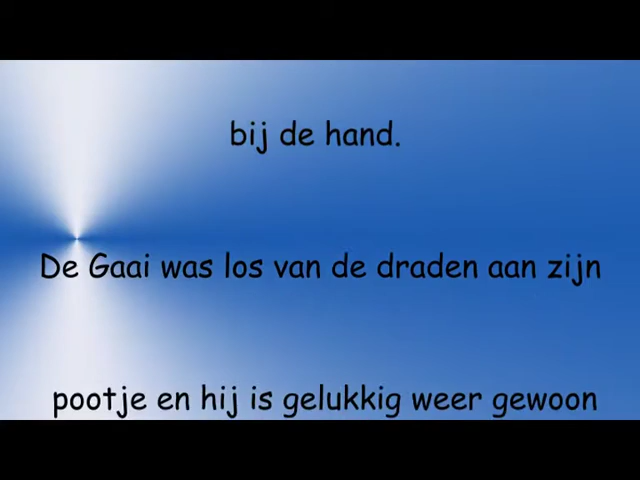 bij de hand.
De Gaai was los van de draden aan zijn
pootje en hij is gelukkig weer gewoon